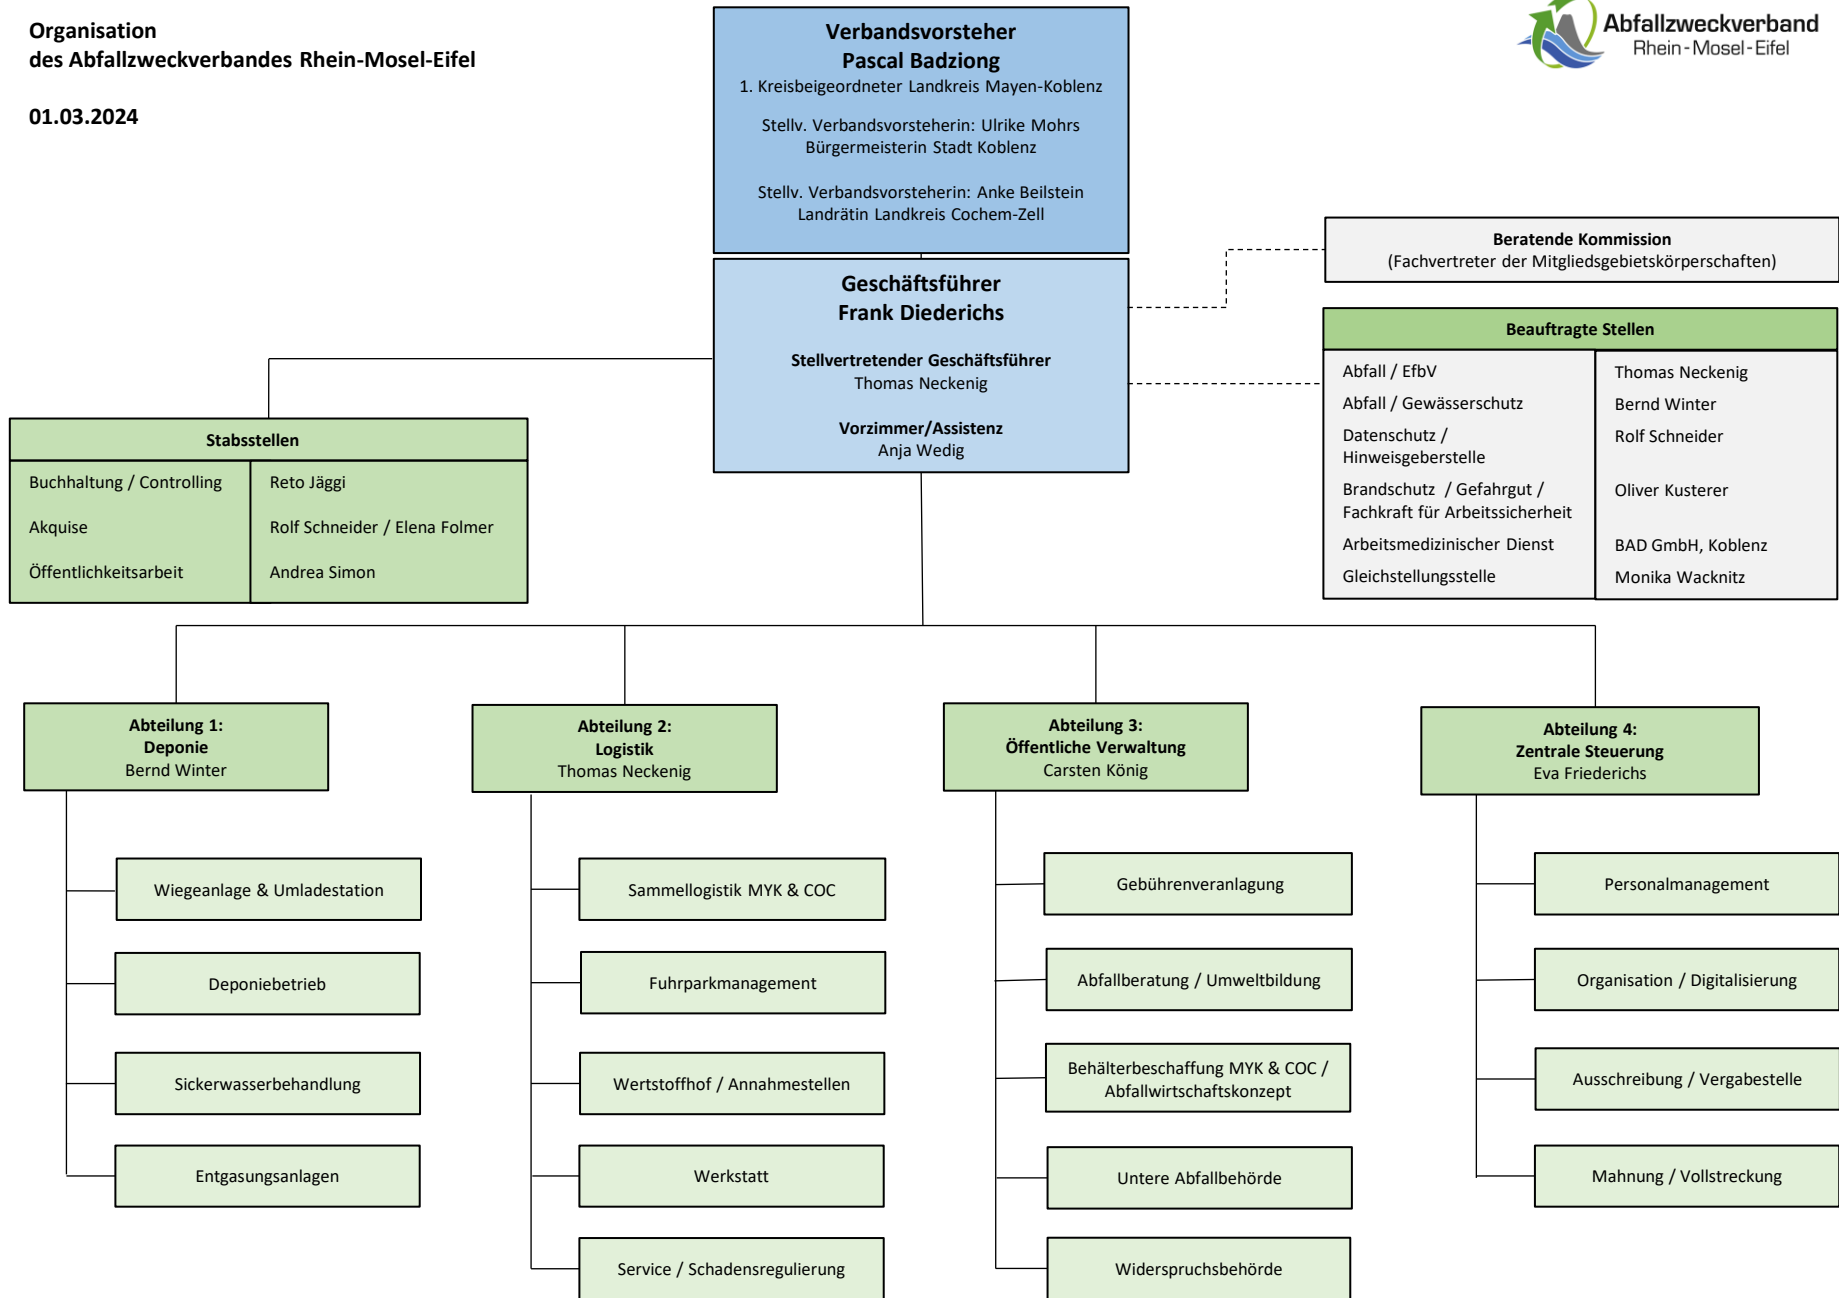 Organisation
des Abfallzweckverbandes Rhein-Mosel-Eifel
01.03.2024
Verbandsvorsteher
Pascal Badziong
1. Kreisbeigeordneter Landkreis Mayen-Koblenz
Stellv. Verbandsvorsteherin: Ulrike Mohrs
Bürgermeisterin Stadt Koblenz
Stellv. Verbandsvorsteherin: Anke Beilstein
Landrätin Landkreis Cochem-Zell
Abfallzweckverband
Rhein-Mosel-Eifel
Geschäftsführer
Frank Diederichs
Stellvertretender Geschäftsführer
Thomas Neckenig
Vorzimmer/Assistenz
Anja Wedig
Beratende Kommission
(Fachvertreter der Mitgliedsgebietskörperschaften)
Beauftragte Stellen
Abfall / EfbV
Thomas Neckenig
Abfall / Gewässerschutz
Bernd Winter
Datenschutz /
Hinweisgeberstelle
Rolf Schneider
Brandschutz / Gefahrgut /
Fachkraft für Arbeitssicherheit
Oliver Kusterer
Arbeitsmedizinischer Dienst
BAD GmbH, Koblenz
Gleichstellungsstelle
Monika Wacknitz
Stabsstellen
Buchhaltung / Controlling
Reto Jäggi
Akquise
Rolf Schneider / Elena Folmer
Öffentlichkeitsarbeit
Andrea Simon
Abteilung 1:
Deponie
Bernd Winter
Wiegeanlage & Umladestation
Deponiebetrieb
Sickerwasserbehandlung
Entgasungsanlagen
Abteilung 2:
Logistik
Thomas Neckenig
Sammellogistik MYK & COC
Fuhrparkmanagement
Wertstoffhof / Annahmestellen
Werkstatt
Service / Schadensregulierung
Abteilung 3:
Öffentliche Verwaltung
Carsten König
Gebührenveranlagung
Abfallberatung / Umweltbildung
Behälterbeschaffung MYK & COC /
Abfallwirtschaftskonzept
Untere Abfallbehörde
Widerspruchsbehörde
Abteilung 4:
Zentrale Steuerung
Eva Friederichs
Personalmanagement
Organisation / Digitalisierung
Ausschreibung / Vergabestelle
Mahnung / Vollstreckung